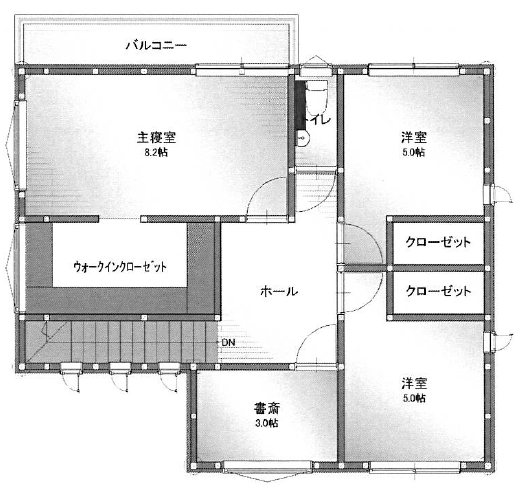 バルコニー
主寝室
8.2帖
トイレ
洋室
5.0帖
クローゼット
ウォークインクローゼット
ホール
クローゼット
DN
洋室
5.0帖
書斎
3.0帖